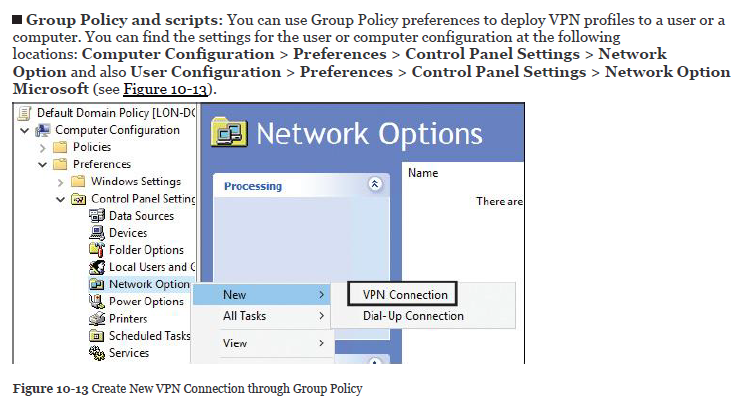 ■ Group Policy and scripts: You can use Group Policy preferences to deploy VPN profiles to a user or a
computer. You can find the settings for the user or computer configuration at the following
locations: Computer Configuration > Preferences > Control Panel Settings > Network
Option and also User Configuration > Preferences > Control Panel Settings > Network Option
Microsoft (see Figure 10-13).
Default Domain Policy [LON-DC
Computer Configuration
Policies
Preferences
Windows Settings
Control Panel Setting
Data Sources
Devices
Folder Options
Local Users and G
Network Option
Power Options
Printers
Scheduled Tasks
Services
Network Options
Processing
Name
There are
New >
All Tasks >
View >
VPN Connection
Dial-Up Connection
Figure 10-13 Create New VPN Connection through Group Policy